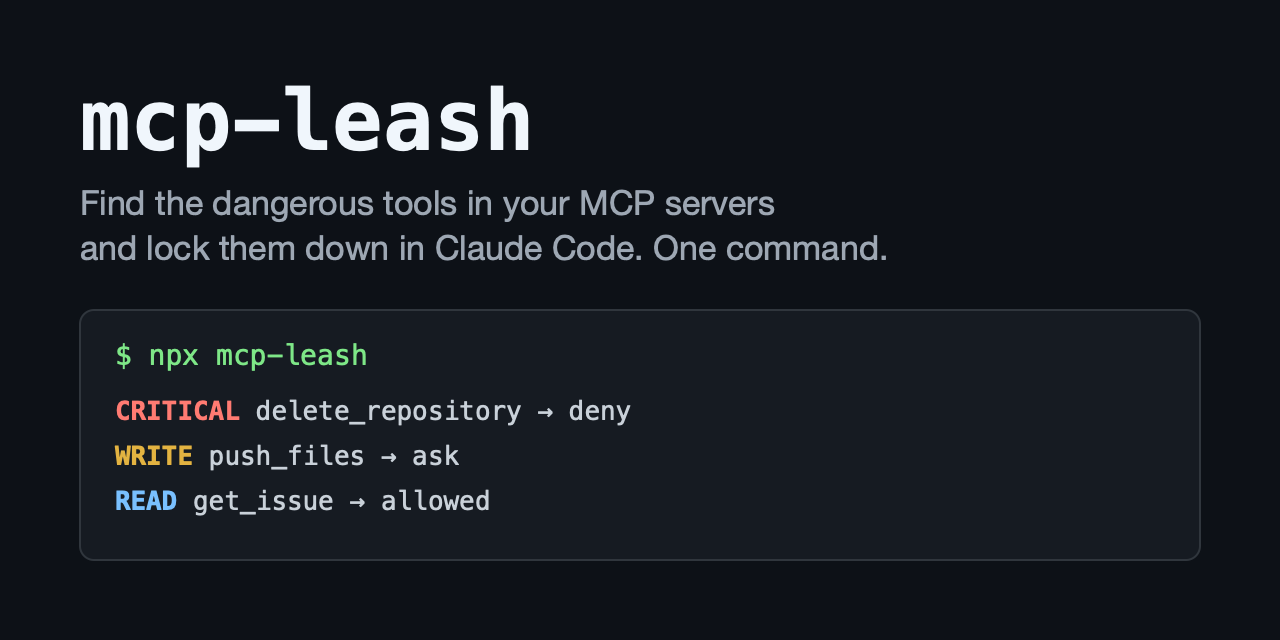 mcp-leash
Find the dangerous tools in your MCP servers
and lock them down in Claude Code. One command.
$ npx mcp-leash
CRITICAL delete_repository → deny
WRITE push_files → ask
READ get_issue → allowed